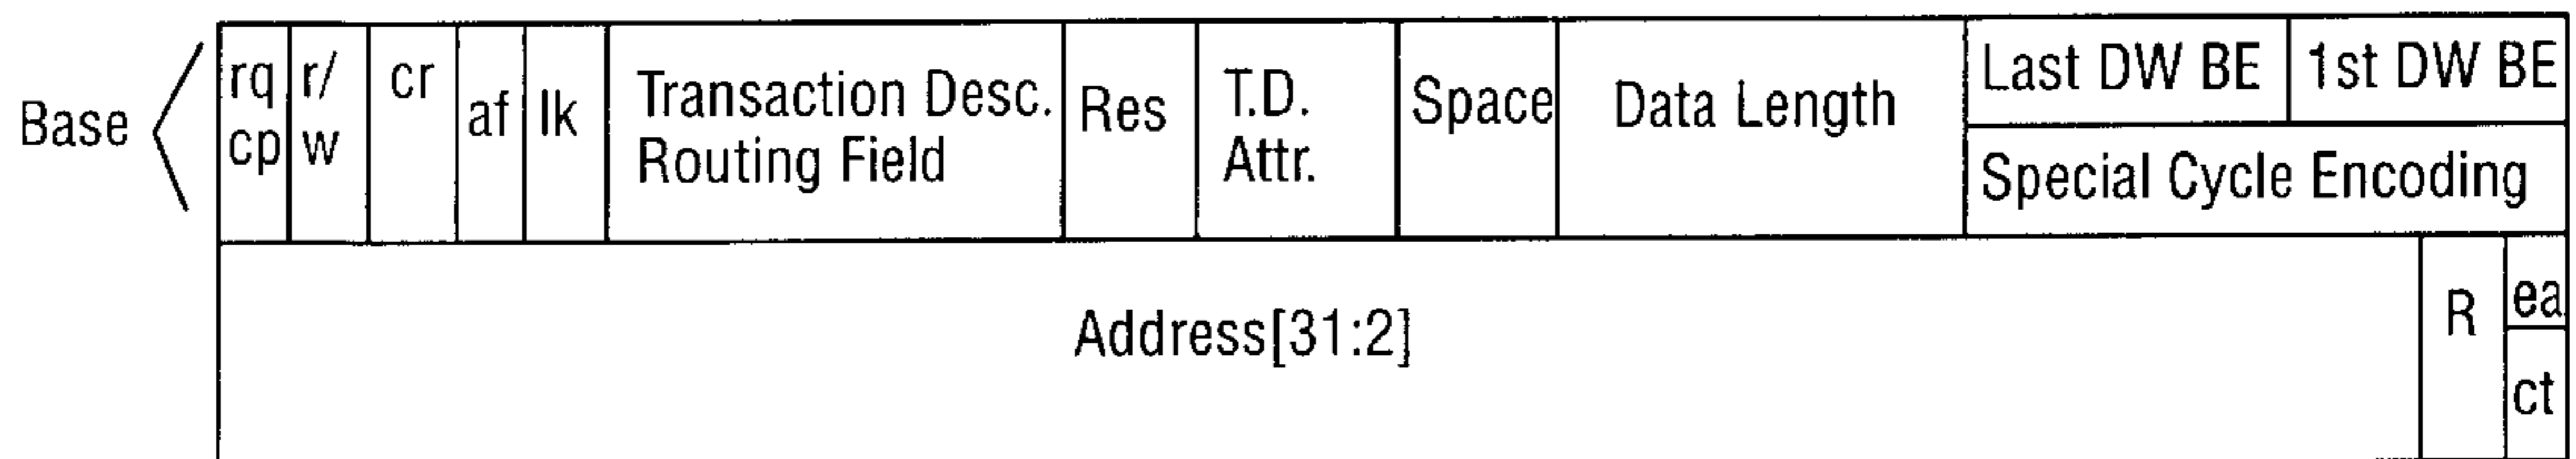 Base
rq
cp
r/
w
cr
af
lk
Transaction Desc.
Routing Field
Res
T.D.
Attr.
Space
Data Length
Last DW BE
1st DW BE
Special Cycle Encoding
Address[31:2]
R
ea
ct